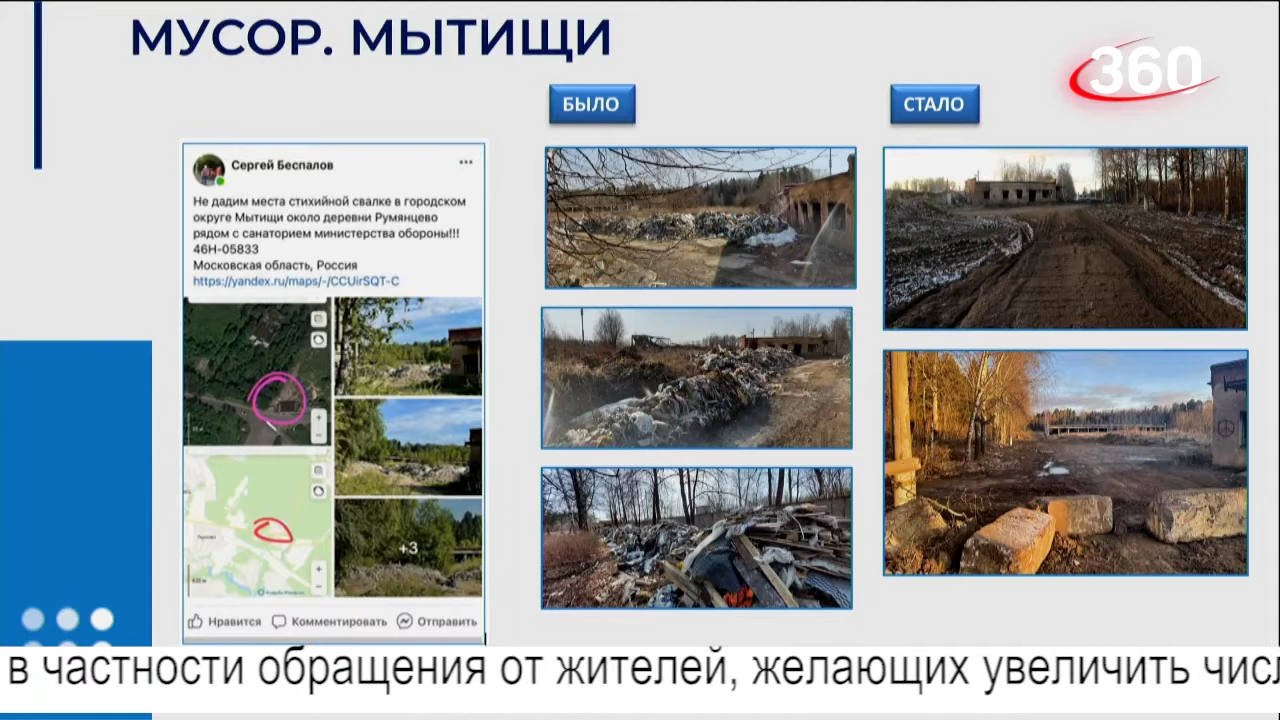 МУСОР. МЫТИЩИ
360
БЫЛО
СТАЛО
Сергей Беспалов
Не дадим места стихийной свалке в городском
округе Мытищи около деревни Румянцево
рядом с санаторием министерства обороны!!!
46Н-05833
Московская область, Россия
https://yandex.ru/maps/-/CCUirSQT-C
+3
Нравится
Комментировать
Отправить
в частности обращения от жителей, желающих увеличить числ